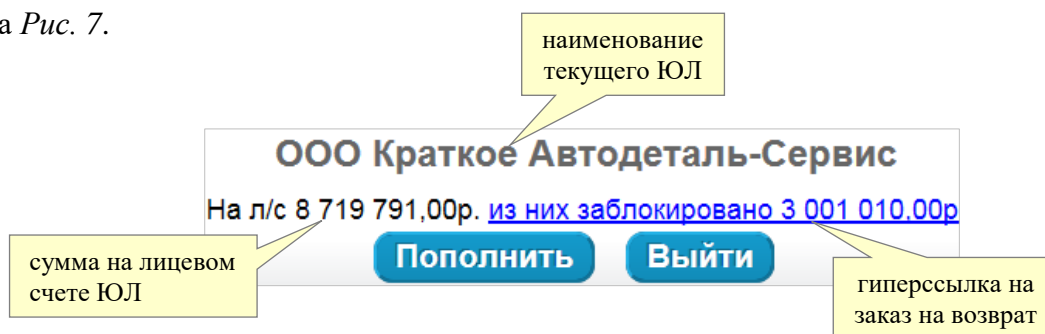 а Рис. 7.
наименование
текущего ЮЛ
ООО Краткое Автодеталь-Сервис
На л/с 8 719 791,00р. из них заблокировано 3 001 010,00р
Пополнить Выйти
сумма на лицевом
счете ЮЛ
гиперссылка на
заказ на возврат